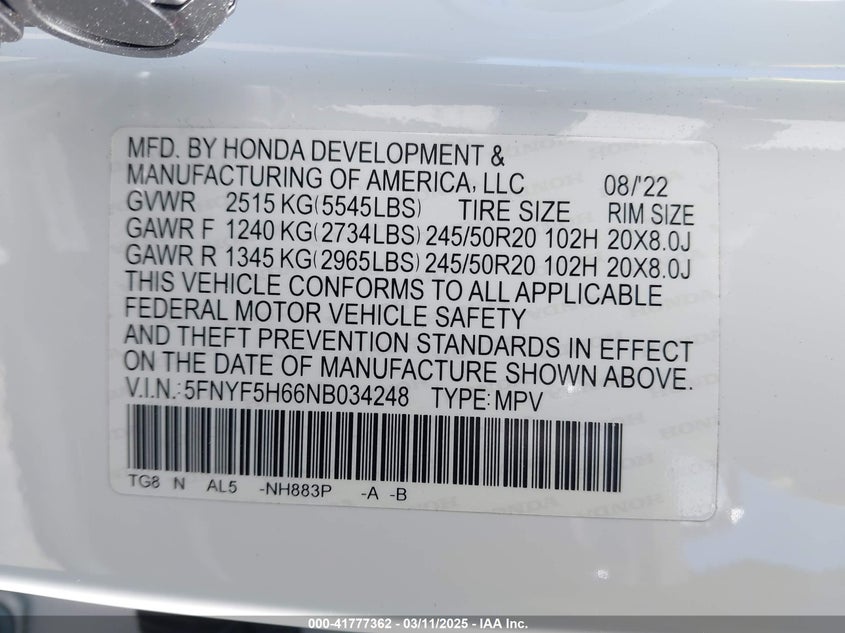 MFD. BY HONDA DEVELOPMENT &
MANUFACTURING OF AMERICA, LLC 08/'22
GVWR 2515 KG(5545LBS) TIRE SIZE RIM SIZE
GAWR F 1240 KG(2734LBS) 245/50R20 102H 20X8.0J
GAWR R 1345 KG(2965LBS) 245/50R20 102H 20X8.0J
THIS VEHICLE CONFORMS TO ALL APPLICABLE
FEDERAL MOTOR VEHICLE SAFETY
AND THEFT PREVENTION STANDARDS IN EFFECT
ON THE DATE OF MANUFACTURE SHOWN ABOVE.
V.I.N.:5FNYF5H66NB034248 TYPE:MPV
TG8 N AL5 -NH883P -A -B
000-41777362 - 03/11/2025 - IAA Inc.